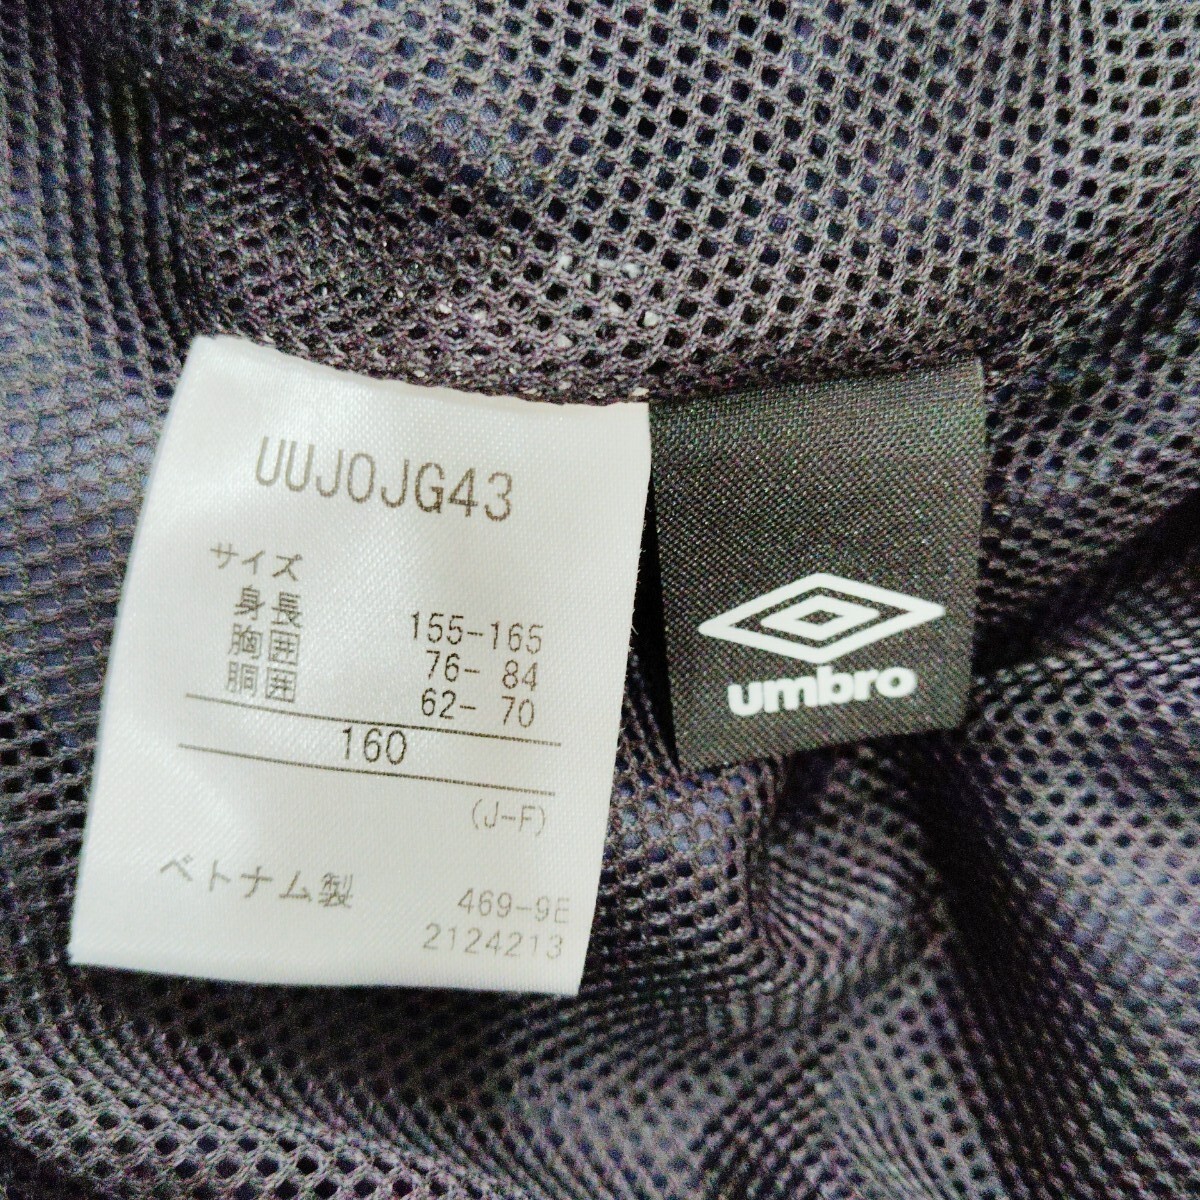 UUJOJG43
サイズ
身長 155-165
胸囲 76- 84
胴囲 62- 70
160
(J-F)
ベトナム製 469-9E
2124213
umbro